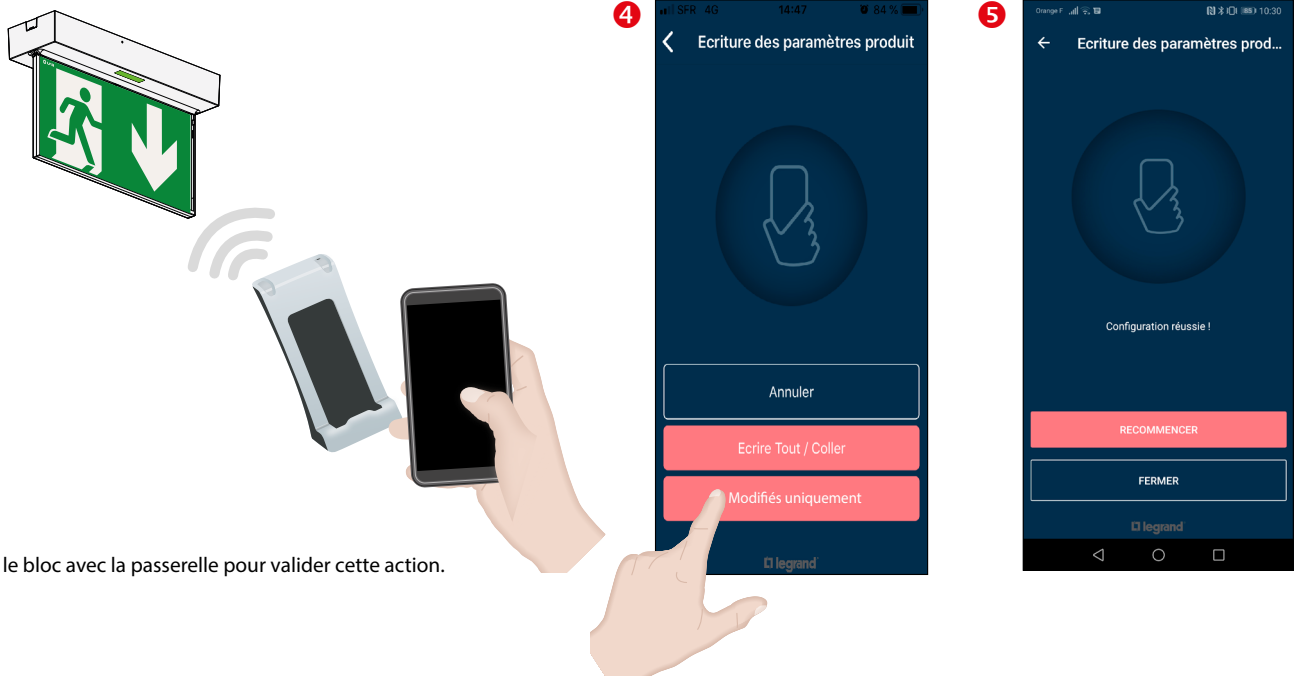 le bloc avec la passerelle pour valider cette action.
4
SFR 4G 14:47 84 %
Ecriture des paramètres produit
Annuler
Ecrire Tout / Coller
Modifiés uniquement
legrand
5
Orange F 10:30
Ecriture des paramètres prod...
Configuration réussie !
RECOMMENCER
FERMER
legrand